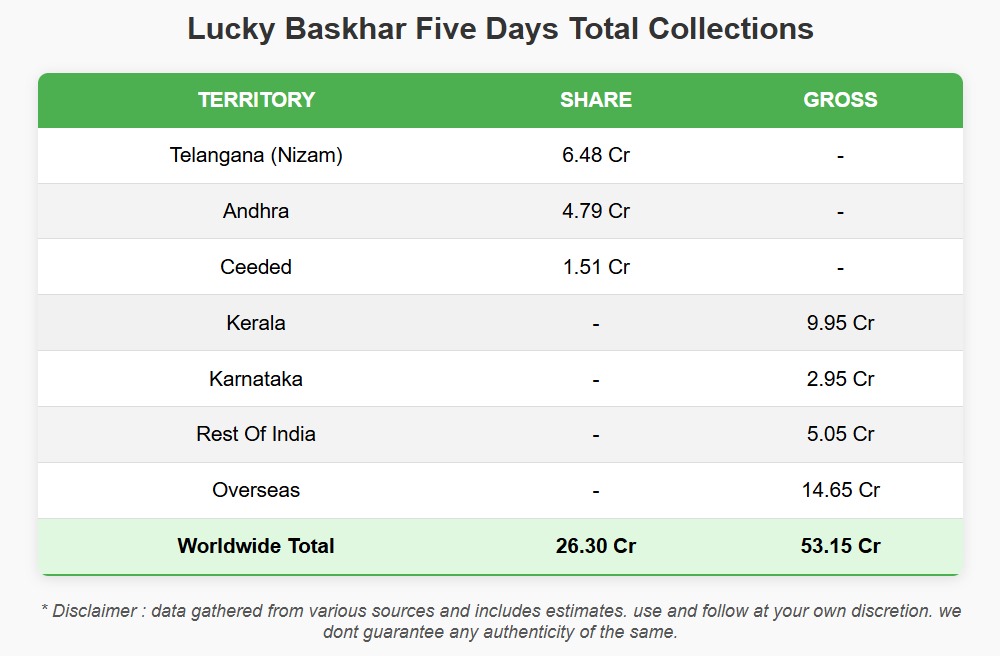 Lucky Baskhar Five Days Total Collections
TERRITORY SHARE GROSS
Telangana (Nizam) 6.48 Cr -
Andhra 4.79 Cr -
Ceeded 1.51 Cr -
Kerala - 9.95 Cr
Karnataka - 2.95 Cr
Rest Of India - 5.05 Cr
Overseas - 14.65 Cr
Worldwide Total 26.30 Cr 53.15 Cr
* Disclaimer : data gathered from various sources and includes estimates. use and follow at your own discretion. we
dont guarantee any authenticity of the same.